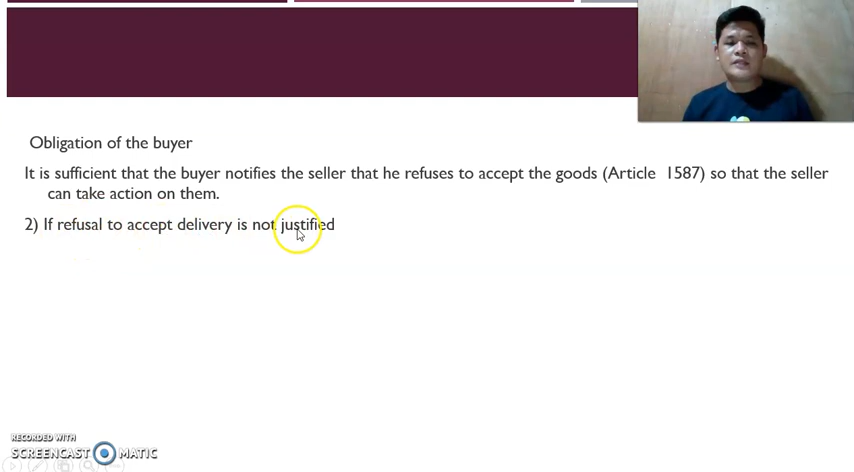 Obligation of the buyer
It is sufficient that the buyer notifies the seller that he refuses to accept the goods (Article 1587) so that the seller
can take action on them.
2) If refusal to accept delivery is not justified
RECORDED WITH
SCREENCAST MATIC